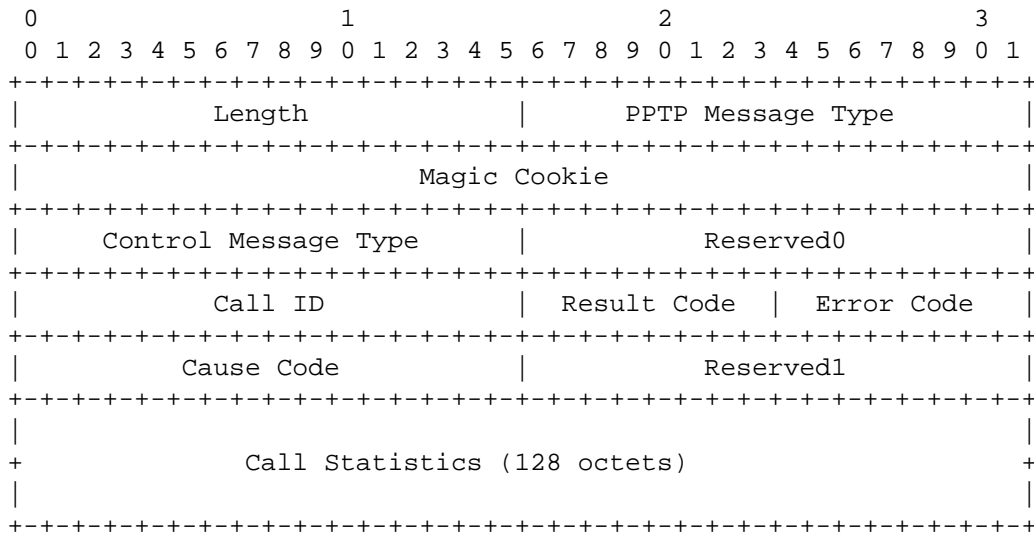 0                   1                   2                   3
0 1 2 3 4 5 6 7 8 9 0 1 2 3 4 5 6 7 8 9 0 1 2 3 4 5 6 7 8 9 0 1
+-+-+-+-+-+-+-+-+-+-+-+-+-+-+-+-+-+-+-+-+-+-+-+-+-+-+-+-+-+-+-+-+
|            Length             |      PPTP Message Type        |
+-+-+-+-+-+-+-+-+-+-+-+-+-+-+-+-+-+-+-+-+-+-+-+-+-+-+-+-+-+-+-+-+
|                         Magic Cookie                          |
+-+-+-+-+-+-+-+-+-+-+-+-+-+-+-+-+-+-+-+-+-+-+-+-+-+-+-+-+-+-+-+-+
|     Control Message Type      |           Reserved0           |
+-+-+-+-+-+-+-+-+-+-+-+-+-+-+-+-+-+-+-+-+-+-+-+-+-+-+-+-+-+-+-+-+
|            Call ID            |  Result Code  |  Error Code   |
+-+-+-+-+-+-+-+-+-+-+-+-+-+-+-+-+-+-+-+-+-+-+-+-+-+-+-+-+-+-+-+-+
|          Cause Code           |           Reserved1           |
+-+-+-+-+-+-+-+-+-+-+-+-+-+-+-+-+-+-+-+-+-+-+-+-+-+-+-+-+-+-+-+-+
|                                                               |
+              Call Statistics (128 octets)                     +
|                                                               |
+-+-+-+-+-+-+-+-+-+-+-+-+-+-+-+-+-+-+-+-+-+-+-+-+-+-+-+-+-+-+-+-+